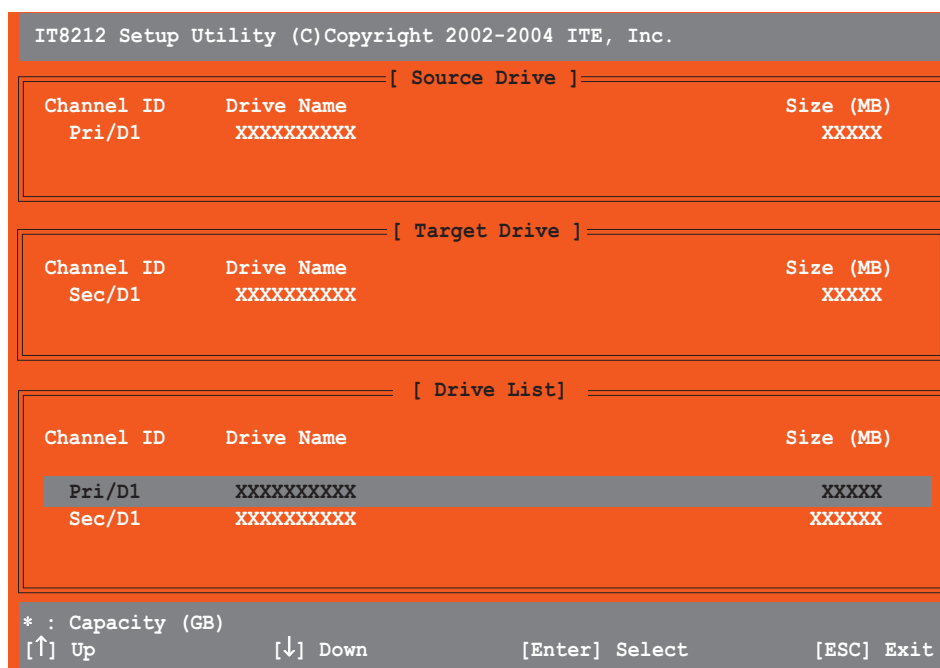 IT8212 Setup Utility (C)Copyright 2002-2004 ITE, Inc.
[ Source Drive ]
Channel ID Drive Name Size (MB)
Pri/D1 XXXXXXXXXX XXXXX
[ Target Drive ]
Channel ID Drive Name Size (MB)
Sec/D1 XXXXXXXXXX XXXXX
[ Drive List]
Channel ID Drive Name Size (MB)
Pri/D1 XXXXXXXXXX XXXXX
Sec/D1 XXXXXXXXXX XXXXXX
* : Capacity (GB)
[↑] Up [↓] Down [Enter] Select [ESC] Exit